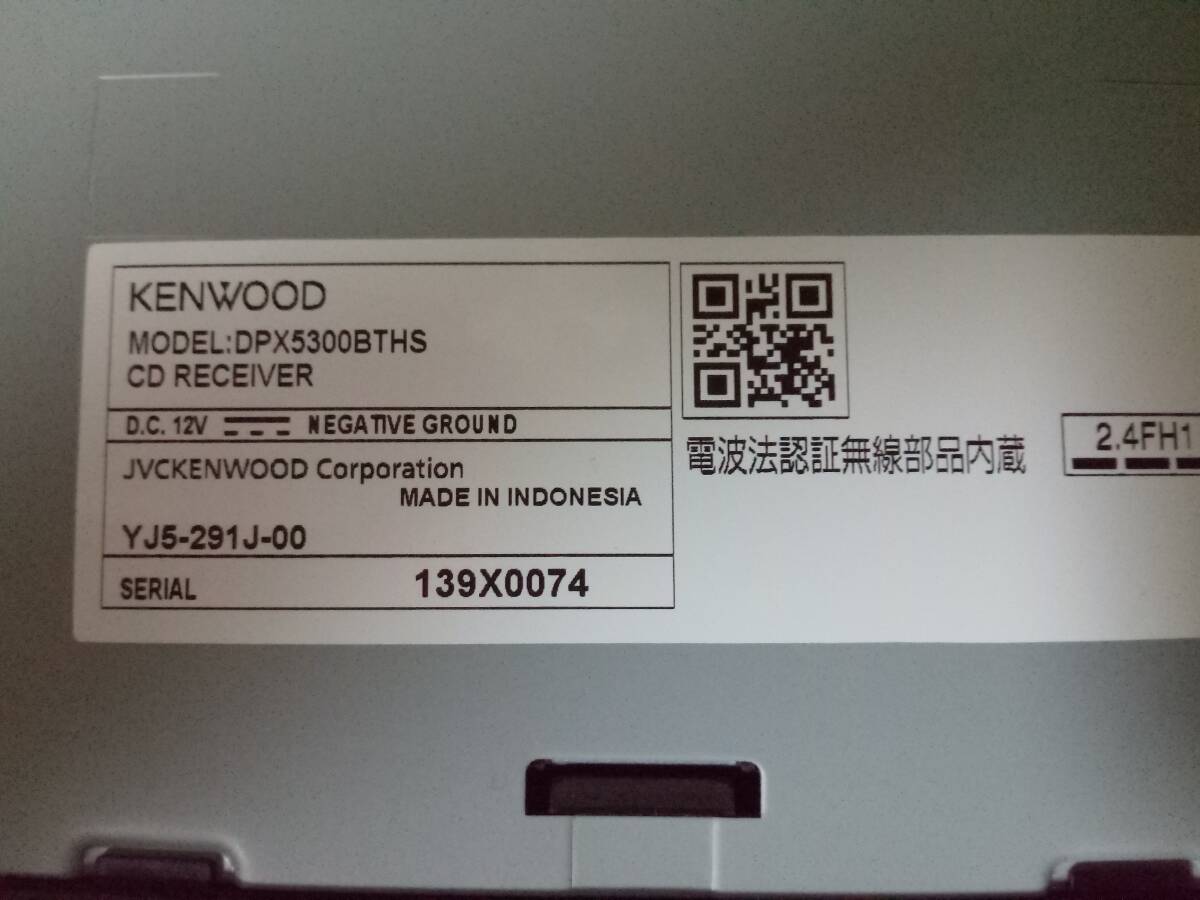 KENWOOD
MODEL:DPX5300BTHS
CD RECEIVER
D.C. 12V NEGATIVE GROUND
JVCKENWOOD Corporation
MADE IN INDONESIA
YJ5-291J-00
SERIAL 139X0074
電波法認証無線部品内蔵
2.4FH1